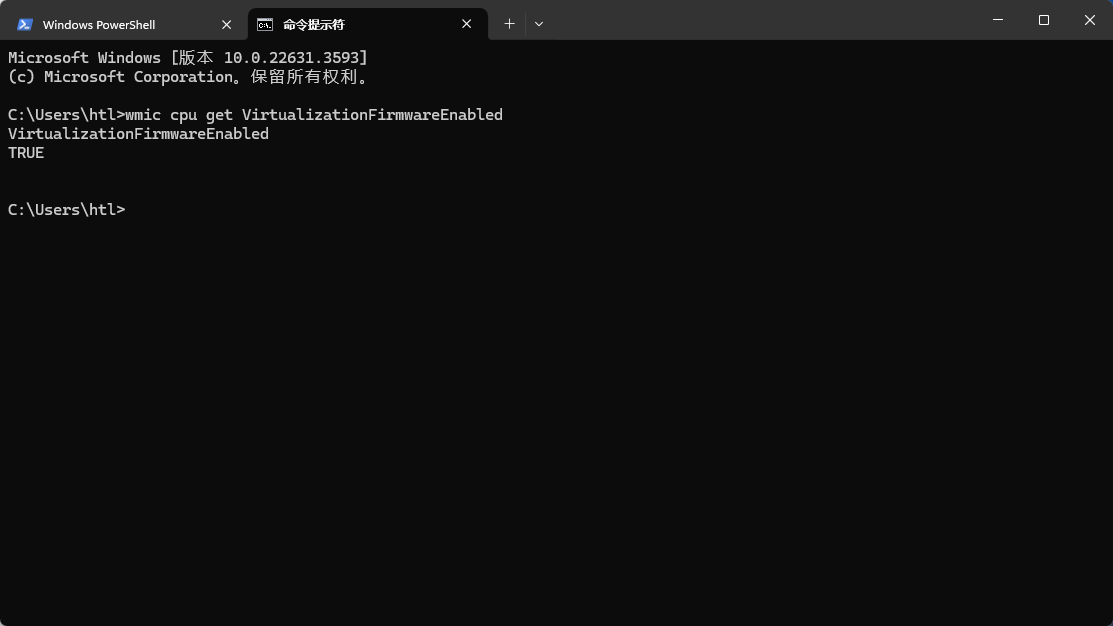 Windows PowerShell
命令提示符
Microsoft Windows [版本 10.0.22631.3593]
(c) Microsoft Corporation。保留所有权利。
C:\Users\htl>wmic cpu get VirtualizationFirmwareEnabled
VirtualizationFirmwareEnabled
TRUE
C:\Users\htl>